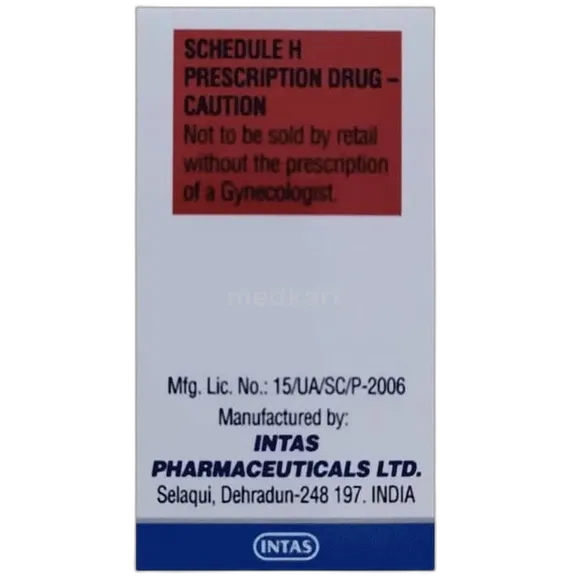 SCHEDULE H
PRESCRIPTION DRUG –
CAUTION
Not to be sold by retail
without the prescription
of a Gynecologist.
medkart
Mfg. Lic. No.: 15/UA/SC/P-2006
Manufactured by:
INTAS
PHARMACEUTICALS LTD.
Selaqui, Dehradun-248 197. INDIA
INTAS